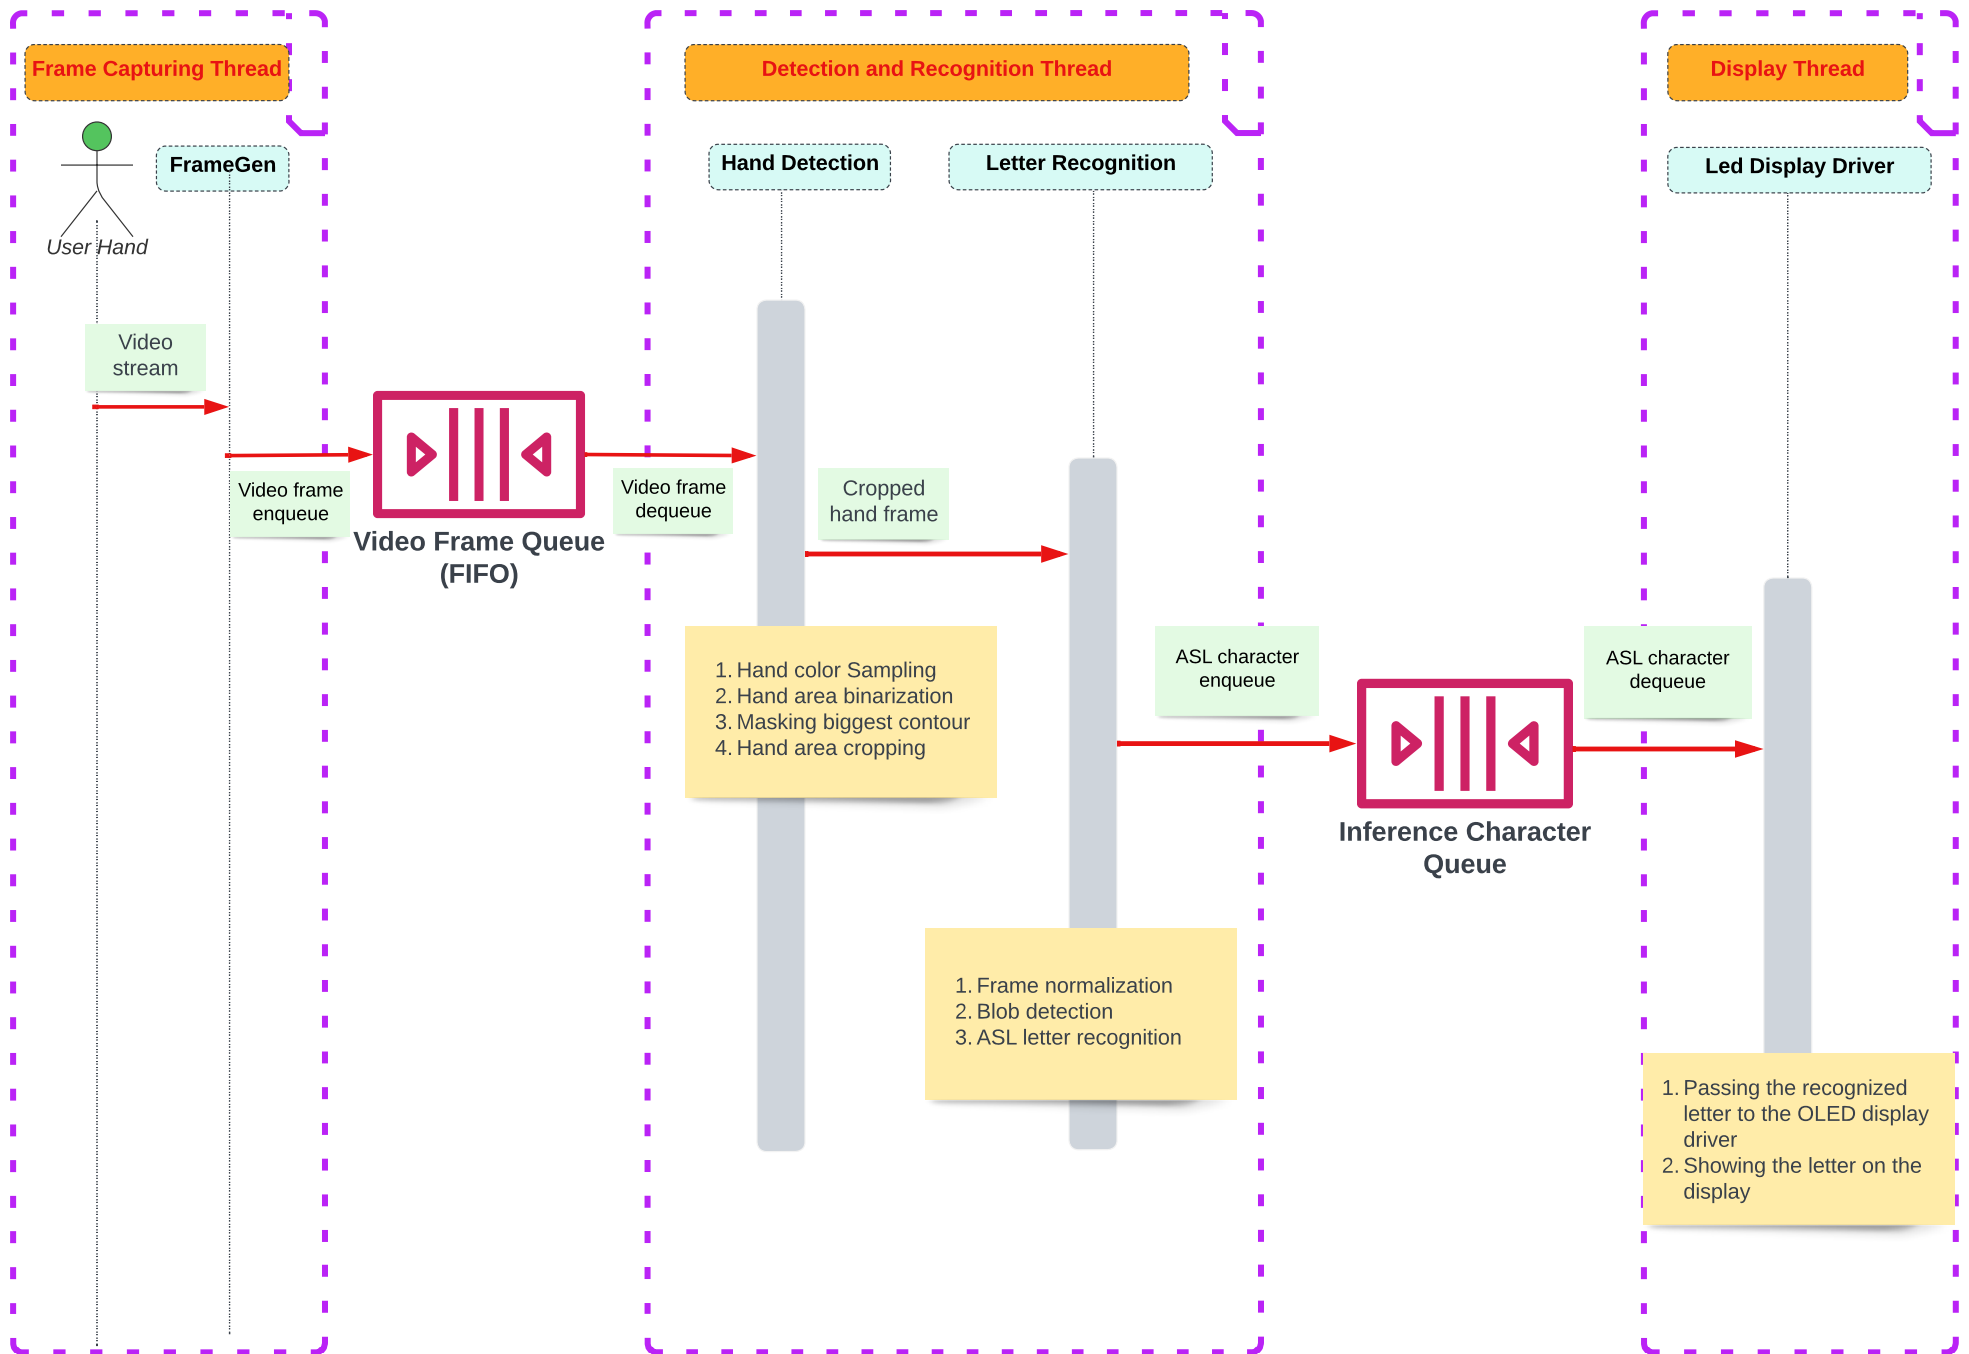 Frame Capturing Thread
Detection and Recognition Thread
Display Thread
FrameGen
Hand Detection
Letter Recognition
Led Display Driver
User Hand
Video
stream
Video frame
enqueue
Video Frame Queue
(FIFO)
Video frame
dequeue
Cropped
hand frame
1. Hand color Sampling
2. Hand area binarization
3. Masking biggest contour
4. Hand area cropping
ASL character
enqueue
Inference Character
Queue
ASL character
dequeue
1. Frame normalization
2. Blob detection
3. ASL letter recognition
1. Passing the recognized
letter to the OLED display
driver
2. Showing the letter on the
display